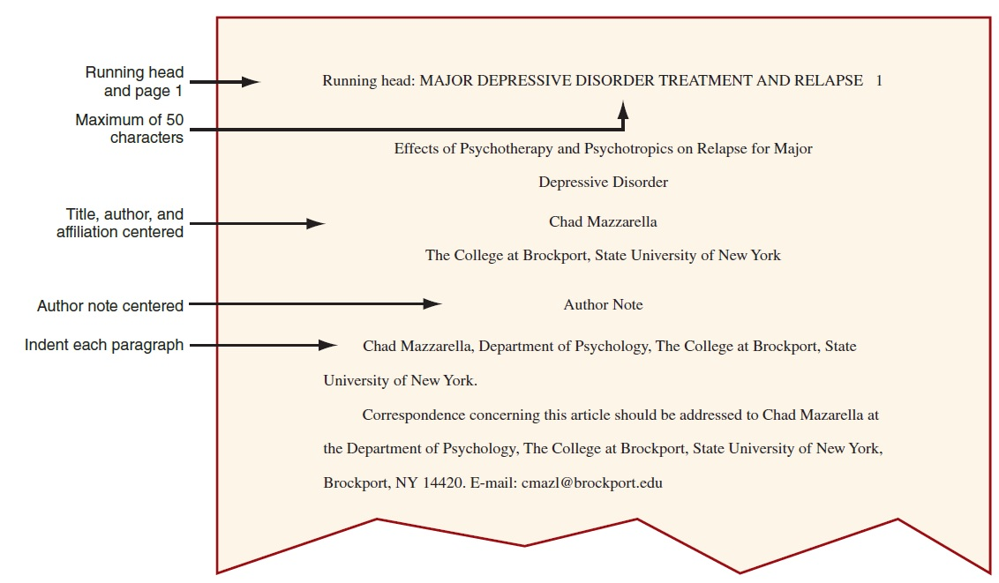 Running head
and page 1
Running head: MAJOR DEPRESSIVE DISORDER TREATMENT AND RELAPSE 1
Maximum of 50
characters
Effects of Psychotherapy and Psychotropics on Relapse for Major
Depressive Disorder
Title, author, and
affiliation centered
Chad Mazzarella
The College at Brockport, State University of New York
Author note centered
Author Note
Indent each paragraph
Chad Mazzarella, Department of Psychology, The College at Brockport, State
University of New York.
Correspondence concerning this article should be addressed to Chad Mazarella at
the Department of Psychology, The College at Brockport, State University of New York,
Brockport, NY 14420. E-mail: cmazl@brockport.edu